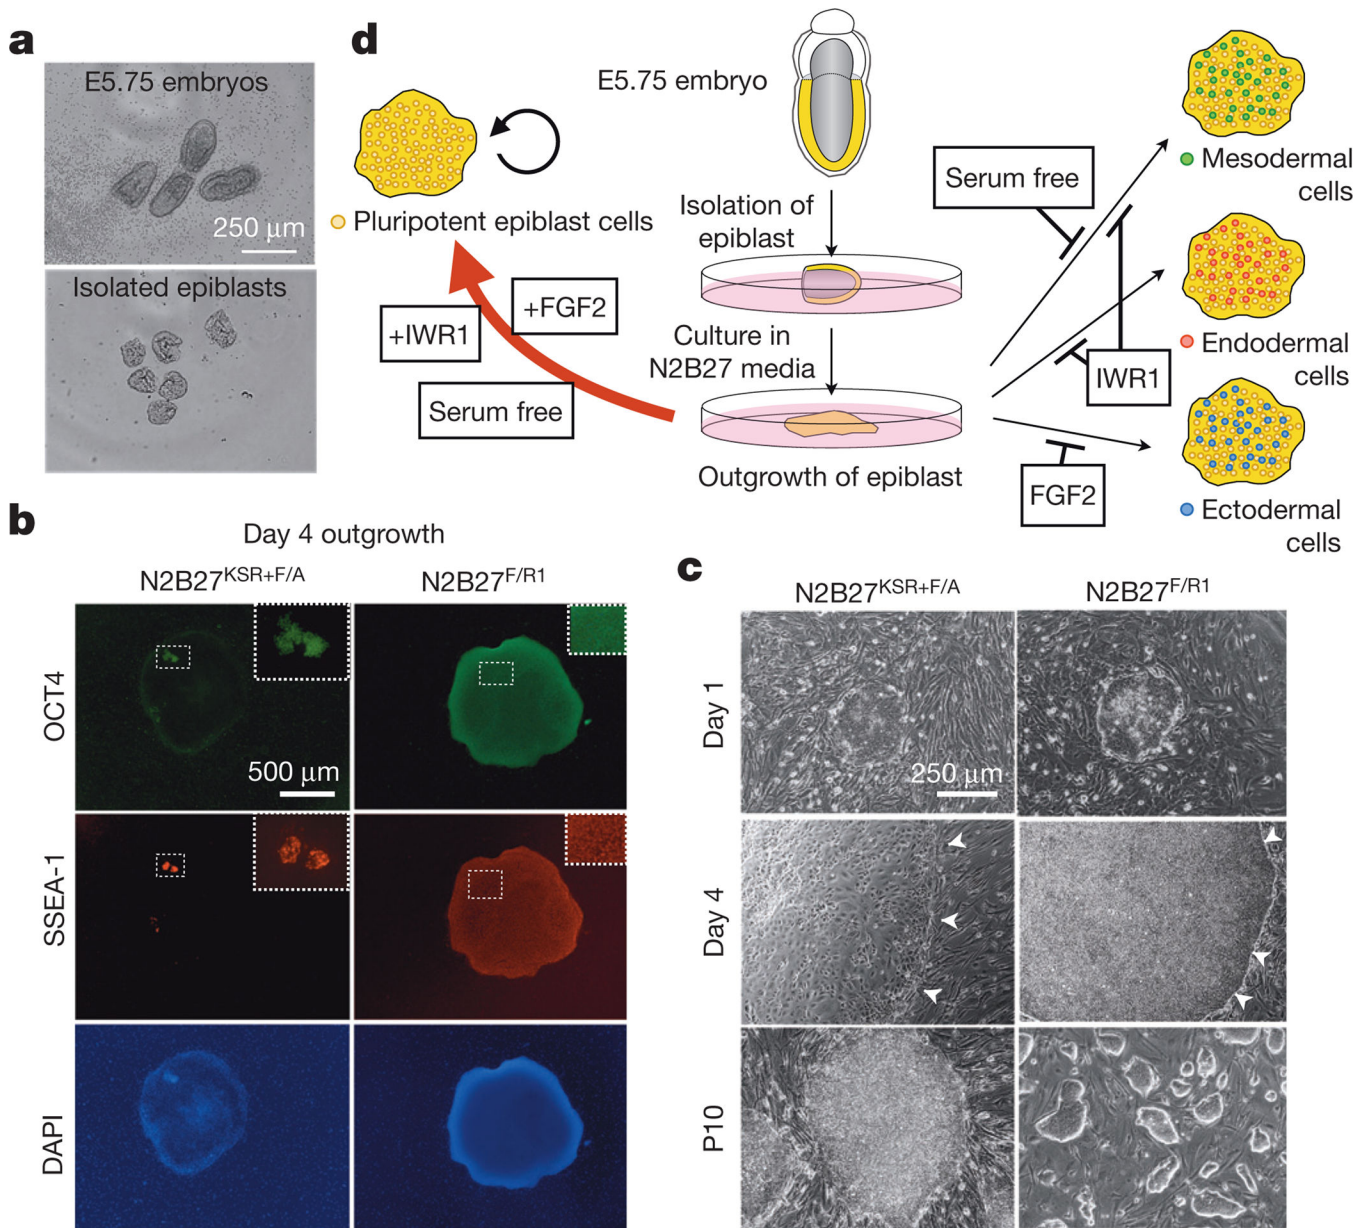 a
E5.75 embryos
250 µm
Isolated epiblasts
d
E5.75 embryo
Pluripotent epiblast cells
+IWR1
+FGF2
Serum free
Isolation of
epiblast
Culture in
N2B27 media
Outgrowth of epiblast
Serum free
IWR1
FGF2
Mesodermal
cells
Endodermal
cells
Ectodermal
cells
b
Day 4 outgrowth
N2B27KSR+F/A
N2B27F/R1
OCT4
500 µm
SSEA-1
DAPI
c
N2B27KSR+F/A
N2B27F/R1
Day 1
250 µm
Day 4
P10